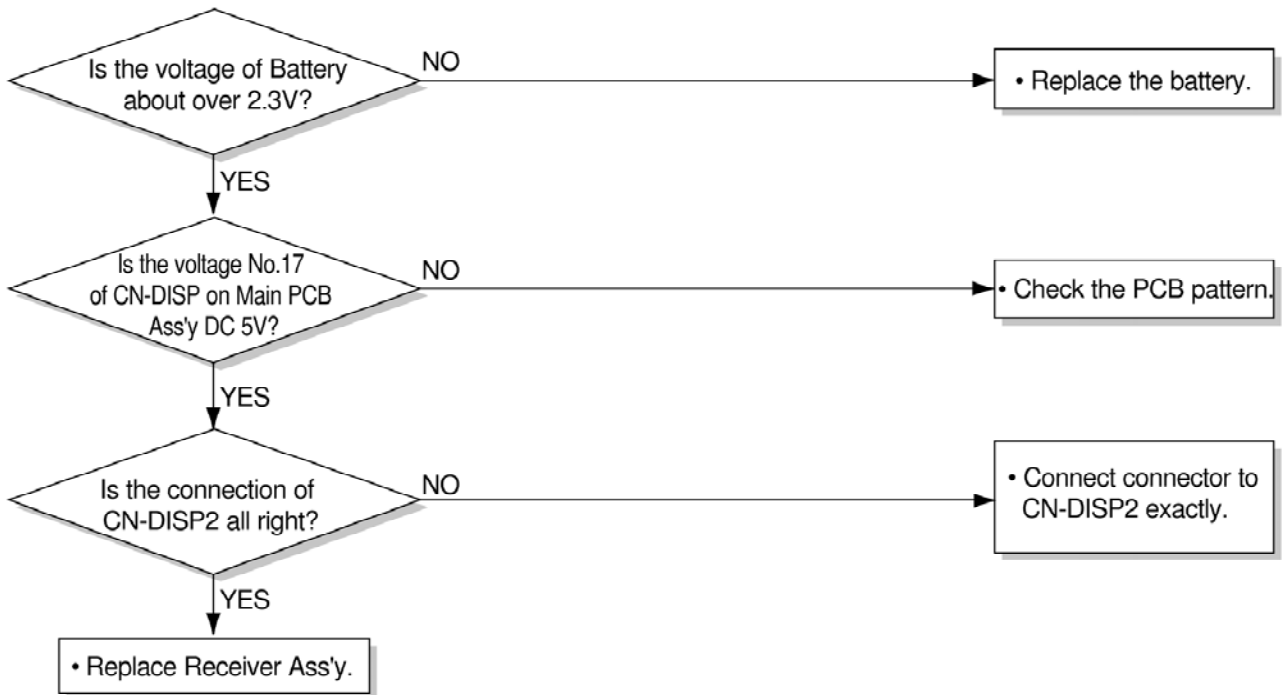 Is the voltage of Battery
about over 2.3V?
NO
• Replace the battery.
YES
Is the voltage No.17
of CN-DISP on Main PCB
Ass'y DC 5V?
NO
• Check the PCB pattern.
YES
Is the connection of
CN-DISP2 all right?
NO
• Connect connector to
CN-DISP2 exactly.
YES
• Replace Receiver Ass'y.